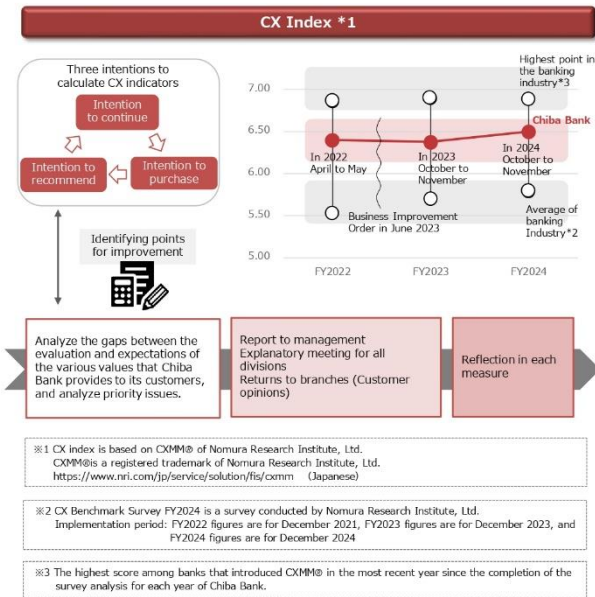 CX Index *1
Three intentions to
calculate CX indicators
Intention
to continue
Intention to
recommend
Intention to
purchase
Identifying points
for improvement
7.00
6.50
6.00
5.50
5.00
Highest point in
the banking
industry*3
Chiba Bank
In 2022
April to May
In 2023
October to
November
In 2024
October to
November
Business Improvement
Order in June 2023
Average of
banking
Industry*2
FY2022
FY2023
FY2024
Analyze the gaps between the
evaluation and expectations of
the various values that Chiba
Bank provides to its customers,
and analyze priority issues.
Report to management
Explanatory meeting for all
divisions
Returns to branches (Customer
opinions)
Reflection in each
measure
※1 CX index is based on CXMM® of Nomura Research Institute, Ltd.
CXMM®is a registered trademark of Nomura Research Institute, Ltd.
https://www.nri.com/jp/service/solution/fis/cxmm (Japanese)
※2 CX Benchmark Survey FY2024 is a survey conducted by Nomura Research Institute, Ltd.
Implementation period: FY2022 figures are for December 2021, FY2023 figures are for December 2023, and
FY2024 figures are for December 2024
※3 The highest score among banks that introduced CXMM® in the most recent year since the completion of the
survey analysis for each year of Chiba Bank.